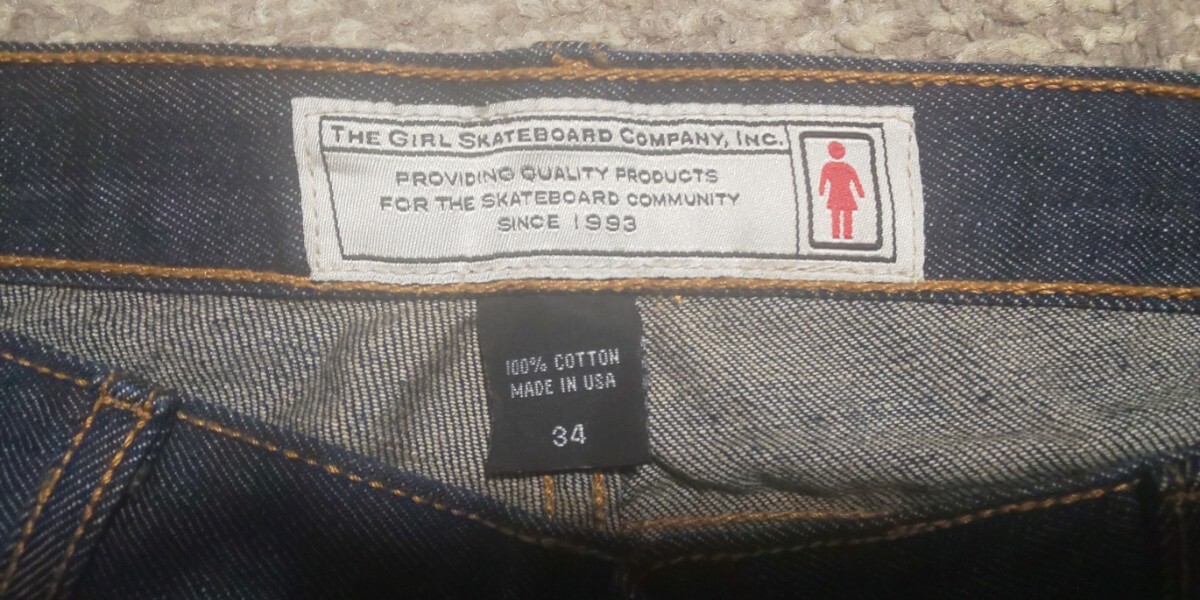 THE GIRL SKATEBOARD COMPANY, INC.
PROVIDING QUALITY PRODUCTS
FOR THE SKATEBOARD COMMUNITY
SINCE 1993
100% COTTON
MADE IN USA
34